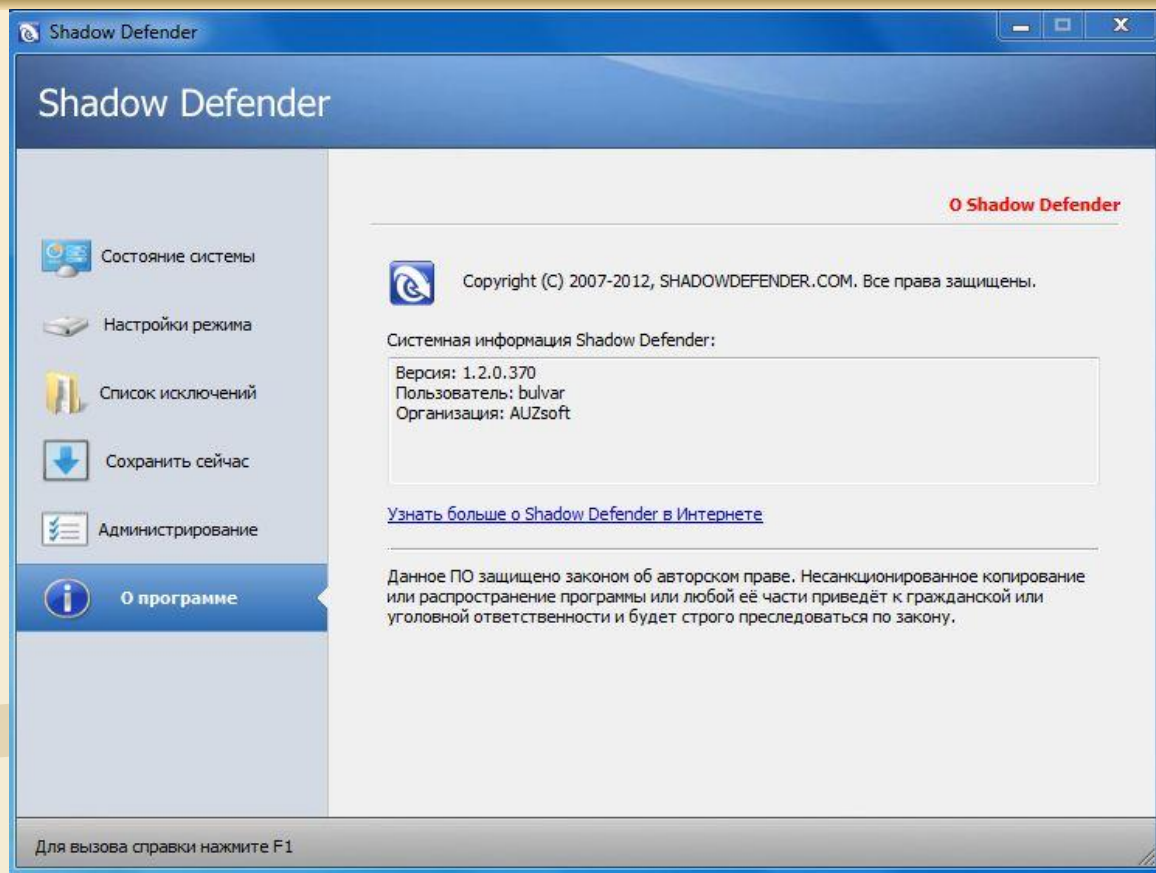 Shadow Defender
Shadow Defender
Состояние системы
Настройки режима
Список исключений
Сохранить сейчас
Администрирование
О программе
О Shadow Defender
Copyright (C) 2007-2012, SHADOWDEFENDER.COM. Все права защищены.
Системная информация Shadow Defender:
Версия: 1.2.0.370
Пользователь: bulvar
Организация: AUZsoft
Узнать больше о Shadow Defender в Интернете
Данное ПО защищено законом об авторском праве. Несанкционированное копирование
или распространение программы или любой её части приведёт к гражданской или
уголовной ответственности и будет строго преследоваться по закону.
Для вызова справки нажмите F1